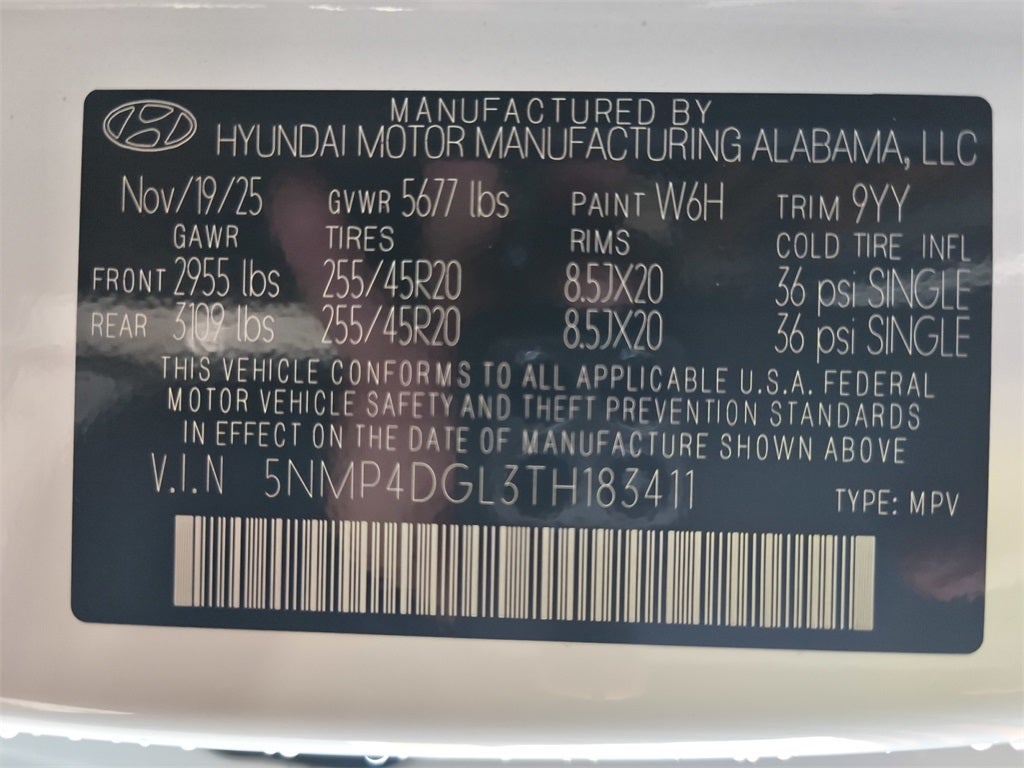 MANUFACTURED BY
HYUNDAI MOTOR MANUFACTURING ALABAMA, LLC
Nov/19/25 GVWR 5677 lbs PAINT W6H TRIM 9YY
GAWR TIRES RIMS COLD TIRE INFL
FRONT 2955 lbs 255/45R20 8.5JX20 36 psi SINGLE
REAR 3109 lbs 255/45R20 8.5JX20 36 psi SINGLE
THIS VEHICLE CONFORMS TO ALL APPLICABLE U.S.A. FEDERAL
MOTOR VEHICLE SAFETY AND THEFT PREVENTION STANDARDS
IN EFFECT ON THE DATE OF MANUFACTURE SHOWN ABOVE
V.I.N 5NMP4DGL3TH183411 TYPE: MPV